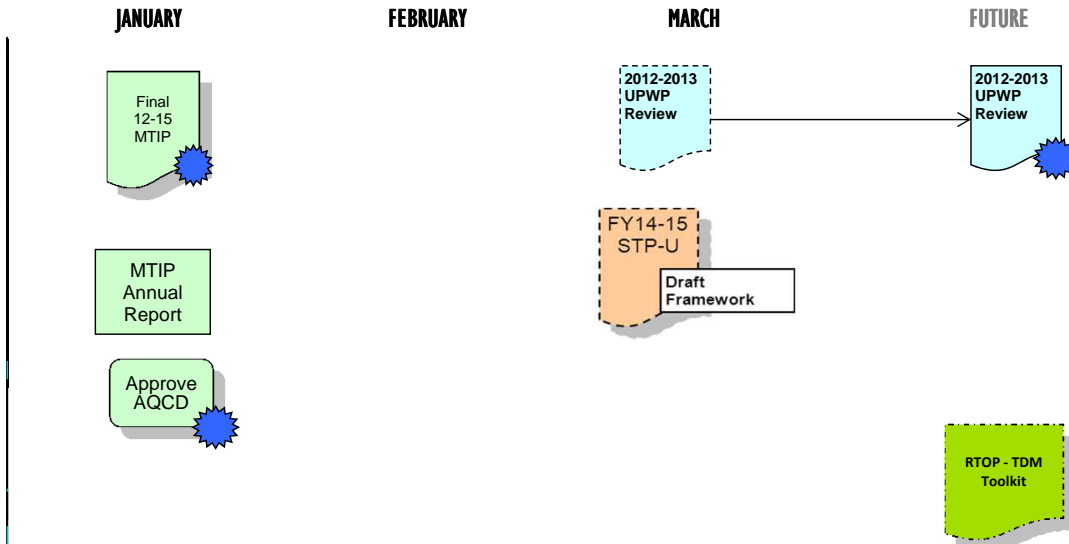 JANUARY FEBRUARY MARCH FUTURE
Final
12-15
MTIP
2012-2013
UPWP
Review
2012-2013
UPWP
Review
FY14-15
STP-U
Draft
Framework
MTIP
Annual
Report
Approve
AQCD
RTOP - TDM
Toolkit